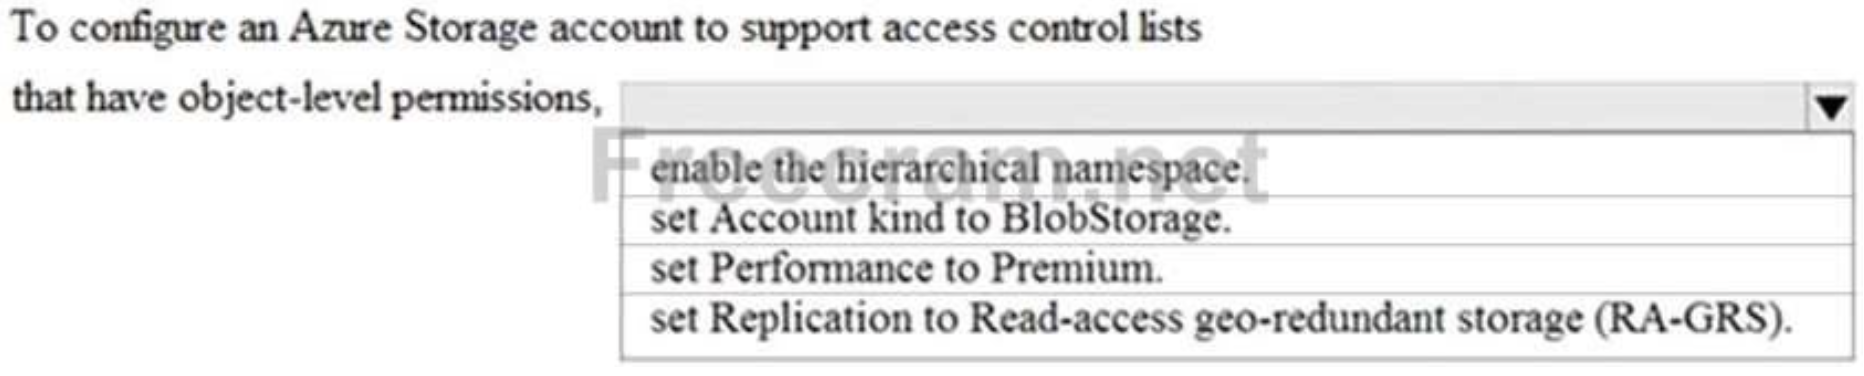 To configure an Azure Storage account to support access control lists
that have object-level permissions,
enable the hierarchical namespace.
Freecram.net
set Account kind to BlobStorage.
set Performance to Premium.
set Replication to Read-access geo-redundant storage (RA-GRS).